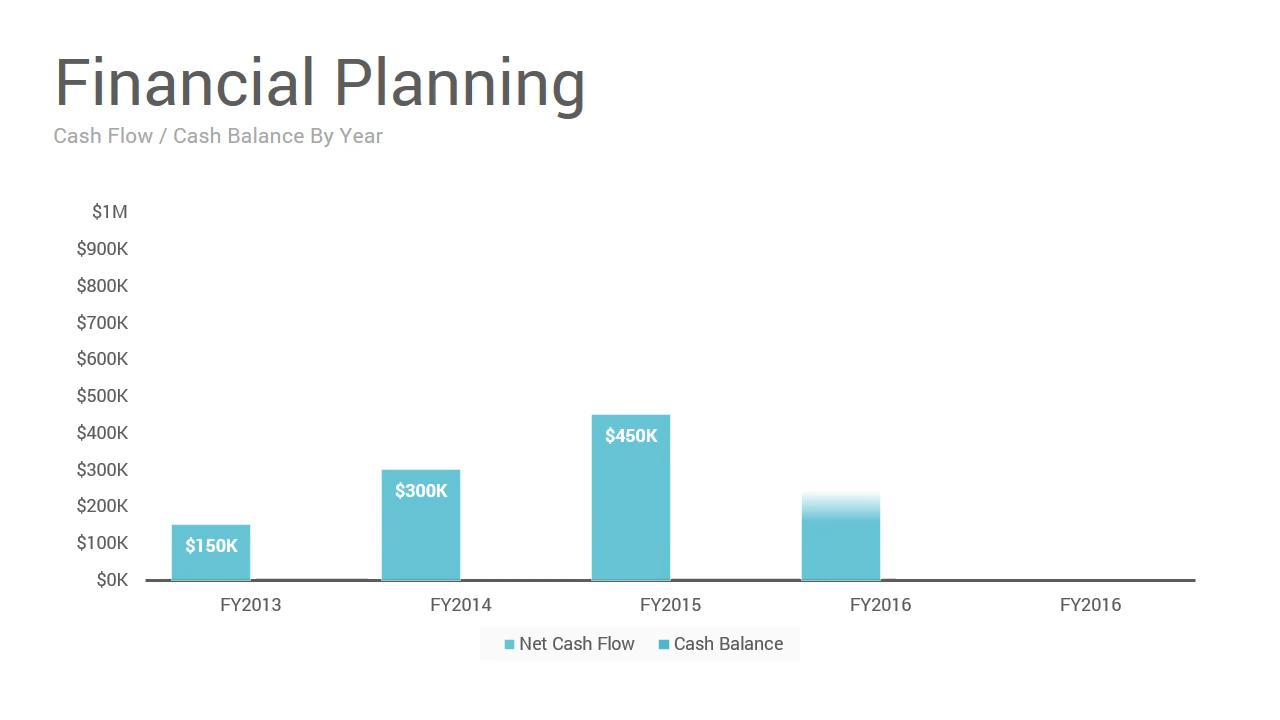 Financial Planning
Cash Flow / Cash Balance By Year
$1M
$900K
$800K
$700K
$600K
$500K
$400K
$300K
$200K
$100K
$0K
$150K
$300K
$450K
FY2013 FY2014 FY2015 FY2016 FY2016
Net Cash Flow Cash Balance